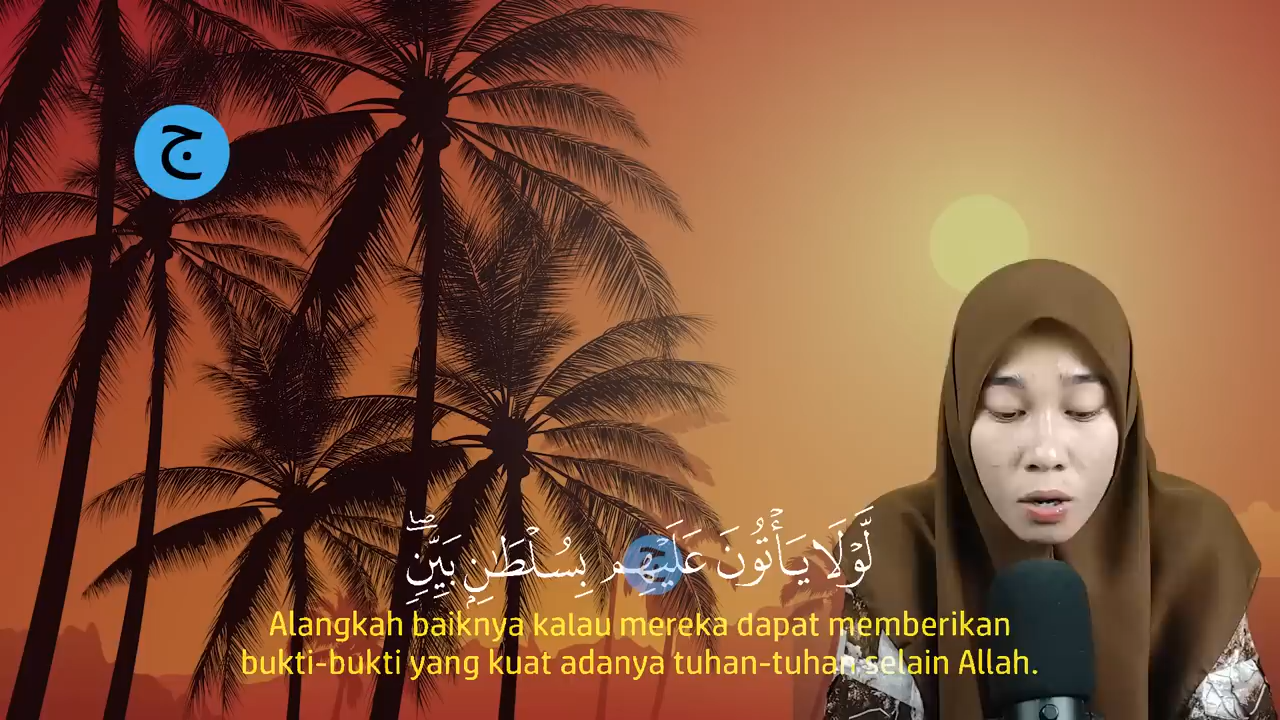 ج
لَّوْلَا يَأْتُونَ عَلَيْهِم بِسُلْطَٰنٍۭ بَيِّنٍۖ
ج
Alangkah baiknya kalau mereka dapat memberikan
bukti-bukti yang kuat adanya tuhan-tuhan selain Allah.